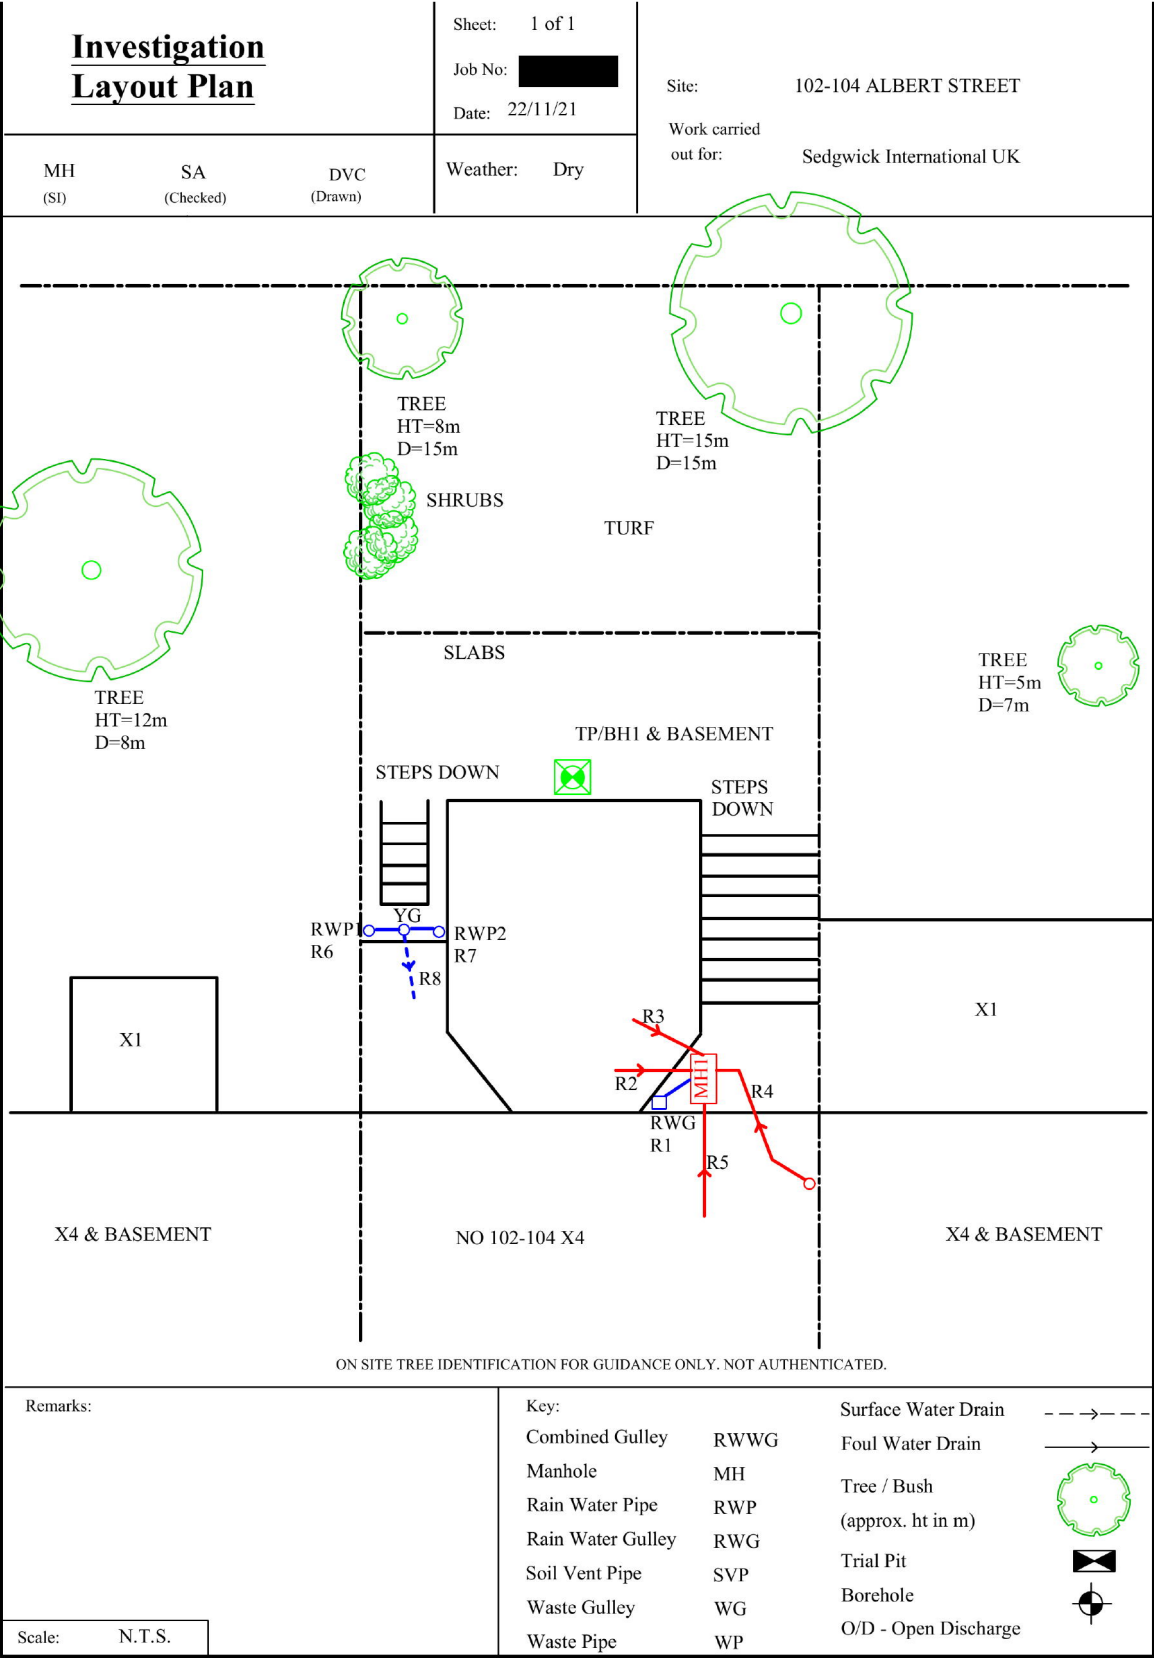 Investigation
Layout Plan
Sheet: 1 of 1
Job No:
Date: 22/11/21
Site: 102-104 ALBERT STREET
Work carried
out for: Sedgwick International UK
MH SA DVC
(SI) (Checked) (Drawn)
Weather: Dry
TREE
HT=8m
D=15m
TREE
HT=15m
D=15m
SHRUBS
TURF
SLABS
TREE
HT=5m
D=7m
TREE
HT=12m
D=8m
TP/BH1 & BASEMENT
STEPS DOWN
STEPS
DOWN
YG
RWP1
R6
RWP2
R7
R8
X1
X1
R3
R2
MH1
R4
RWG
R1
R5
X4 & BASEMENT
NO 102-104 X4
X4 & BASEMENT
ON SITE TREE IDENTIFICATION FOR GUIDANCE ONLY. NOT AUTHENTICATED.
Remarks:
Scale: N.T.S.
Key:
Combined Gulley RWWG
Manhole MH
Rain Water Pipe RWP
Rain Water Gulley RWG
Soil Vent Pipe SVP
Waste Gulley WG
Waste Pipe WP
Surface Water Drain
Foul Water Drain
Tree / Bush
(approx. ht in m)
Trial Pit
Borehole
O/D - Open Discharge